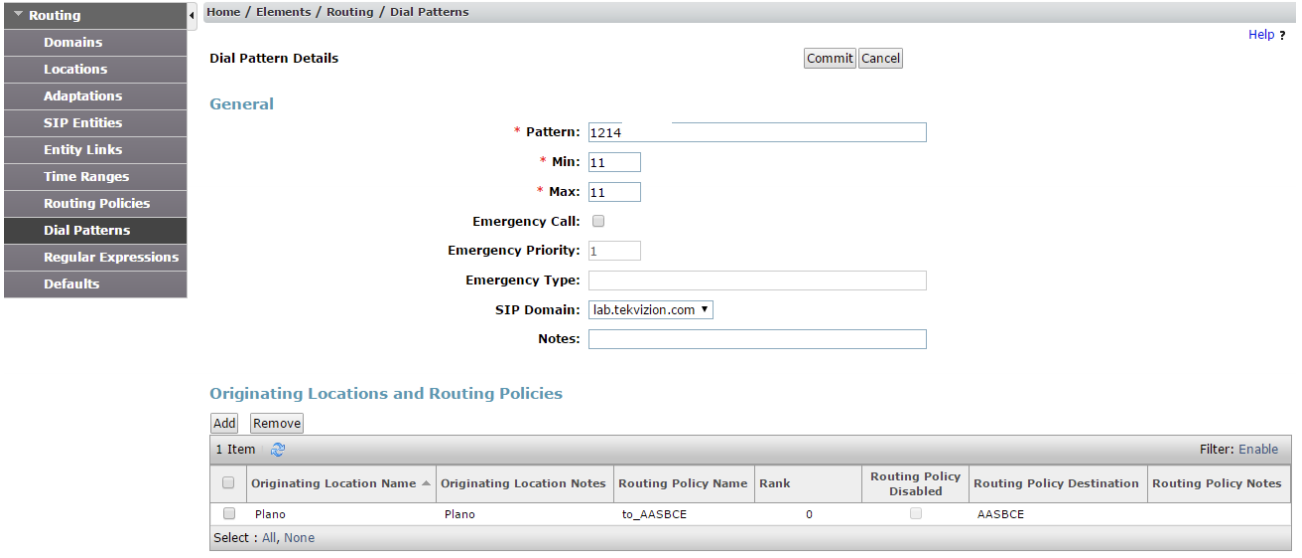 Routing
Domains
Locations
Adaptations
SIP Entities
Entity Links
Time Ranges
Routing Policies
Dial Patterns
Regular Expressions
Defaults
Home / Elements / Routing / Dial Patterns
Help ?
Dial Pattern Details
Commit Cancel
General
* Pattern: 1214
* Min: 11
* Max: 11
Emergency Call:
Emergency Priority: 1
Emergency Type:
SIP Domain: lab.tekvizion.com
Notes:
Originating Locations and Routing Policies
Add Remove
1 Item Filter: Enable
Originating Location Name Originating Location Notes Routing Policy Name Rank Routing Policy Disabled Routing Policy Destination Routing Policy Notes
Plano Plano to_AASBCE 0 AASBCE
Select : All, None